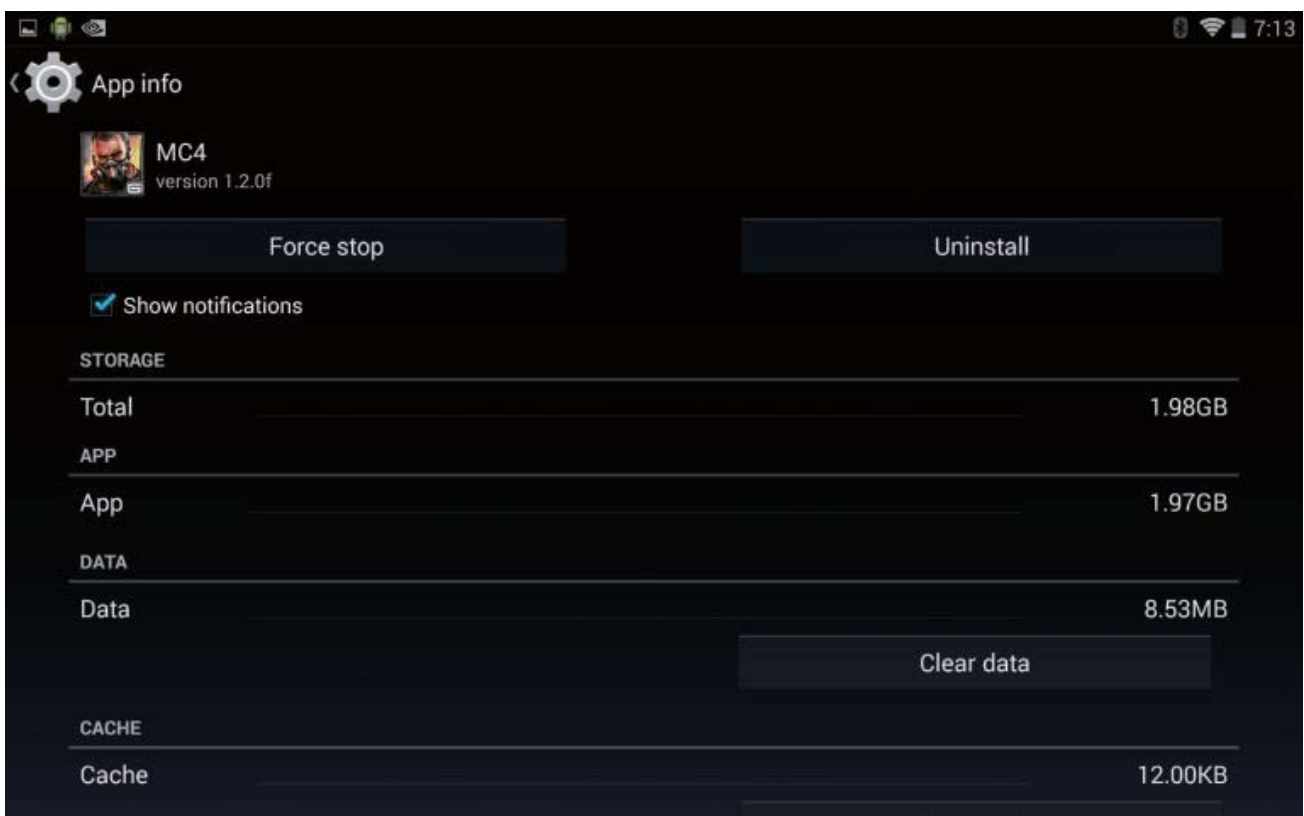 7:13
App info
MC4
version 1.2.0f
Force stop Uninstall
Show notifications
STORAGE
Total 1.98GB
APP
App 1.97GB
DATA
Data 8.53MB
Clear data
CACHE
Cache 12.00KB